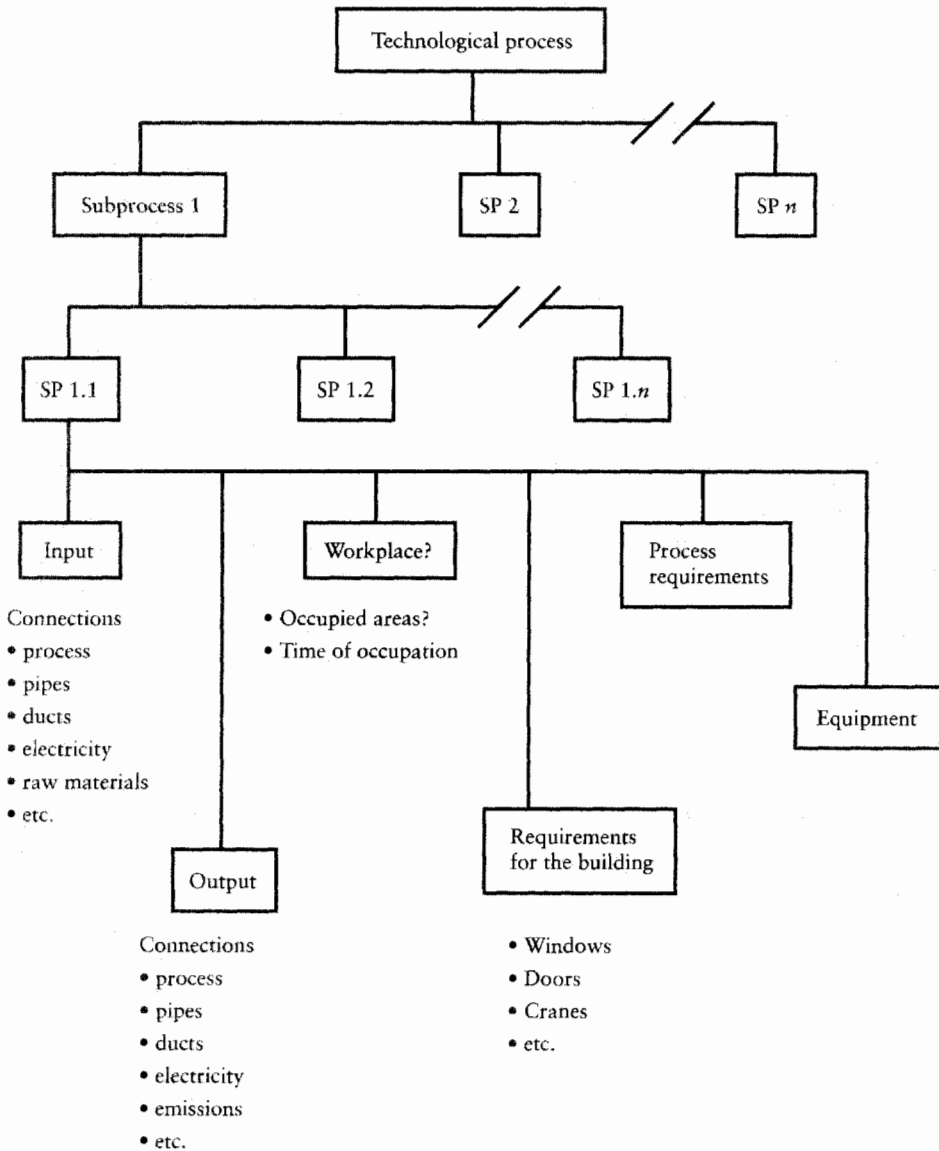 Technological process
Subprocess 1
SP 2
SP n
SP 1.1
SP 1.2
SP 1.n
Input
Connections
• process
• pipes
• ducts
• electricity
• raw materials
• etc.
Output
Connections
• process
• pipes
• ducts
• electricity
• emissions
• etc.
Workplace?
• Occupied areas?
• Time of occupation
Requirements
for the building
• Windows
• Doors
• Cranes
• etc.
Process
requirements
Equipment